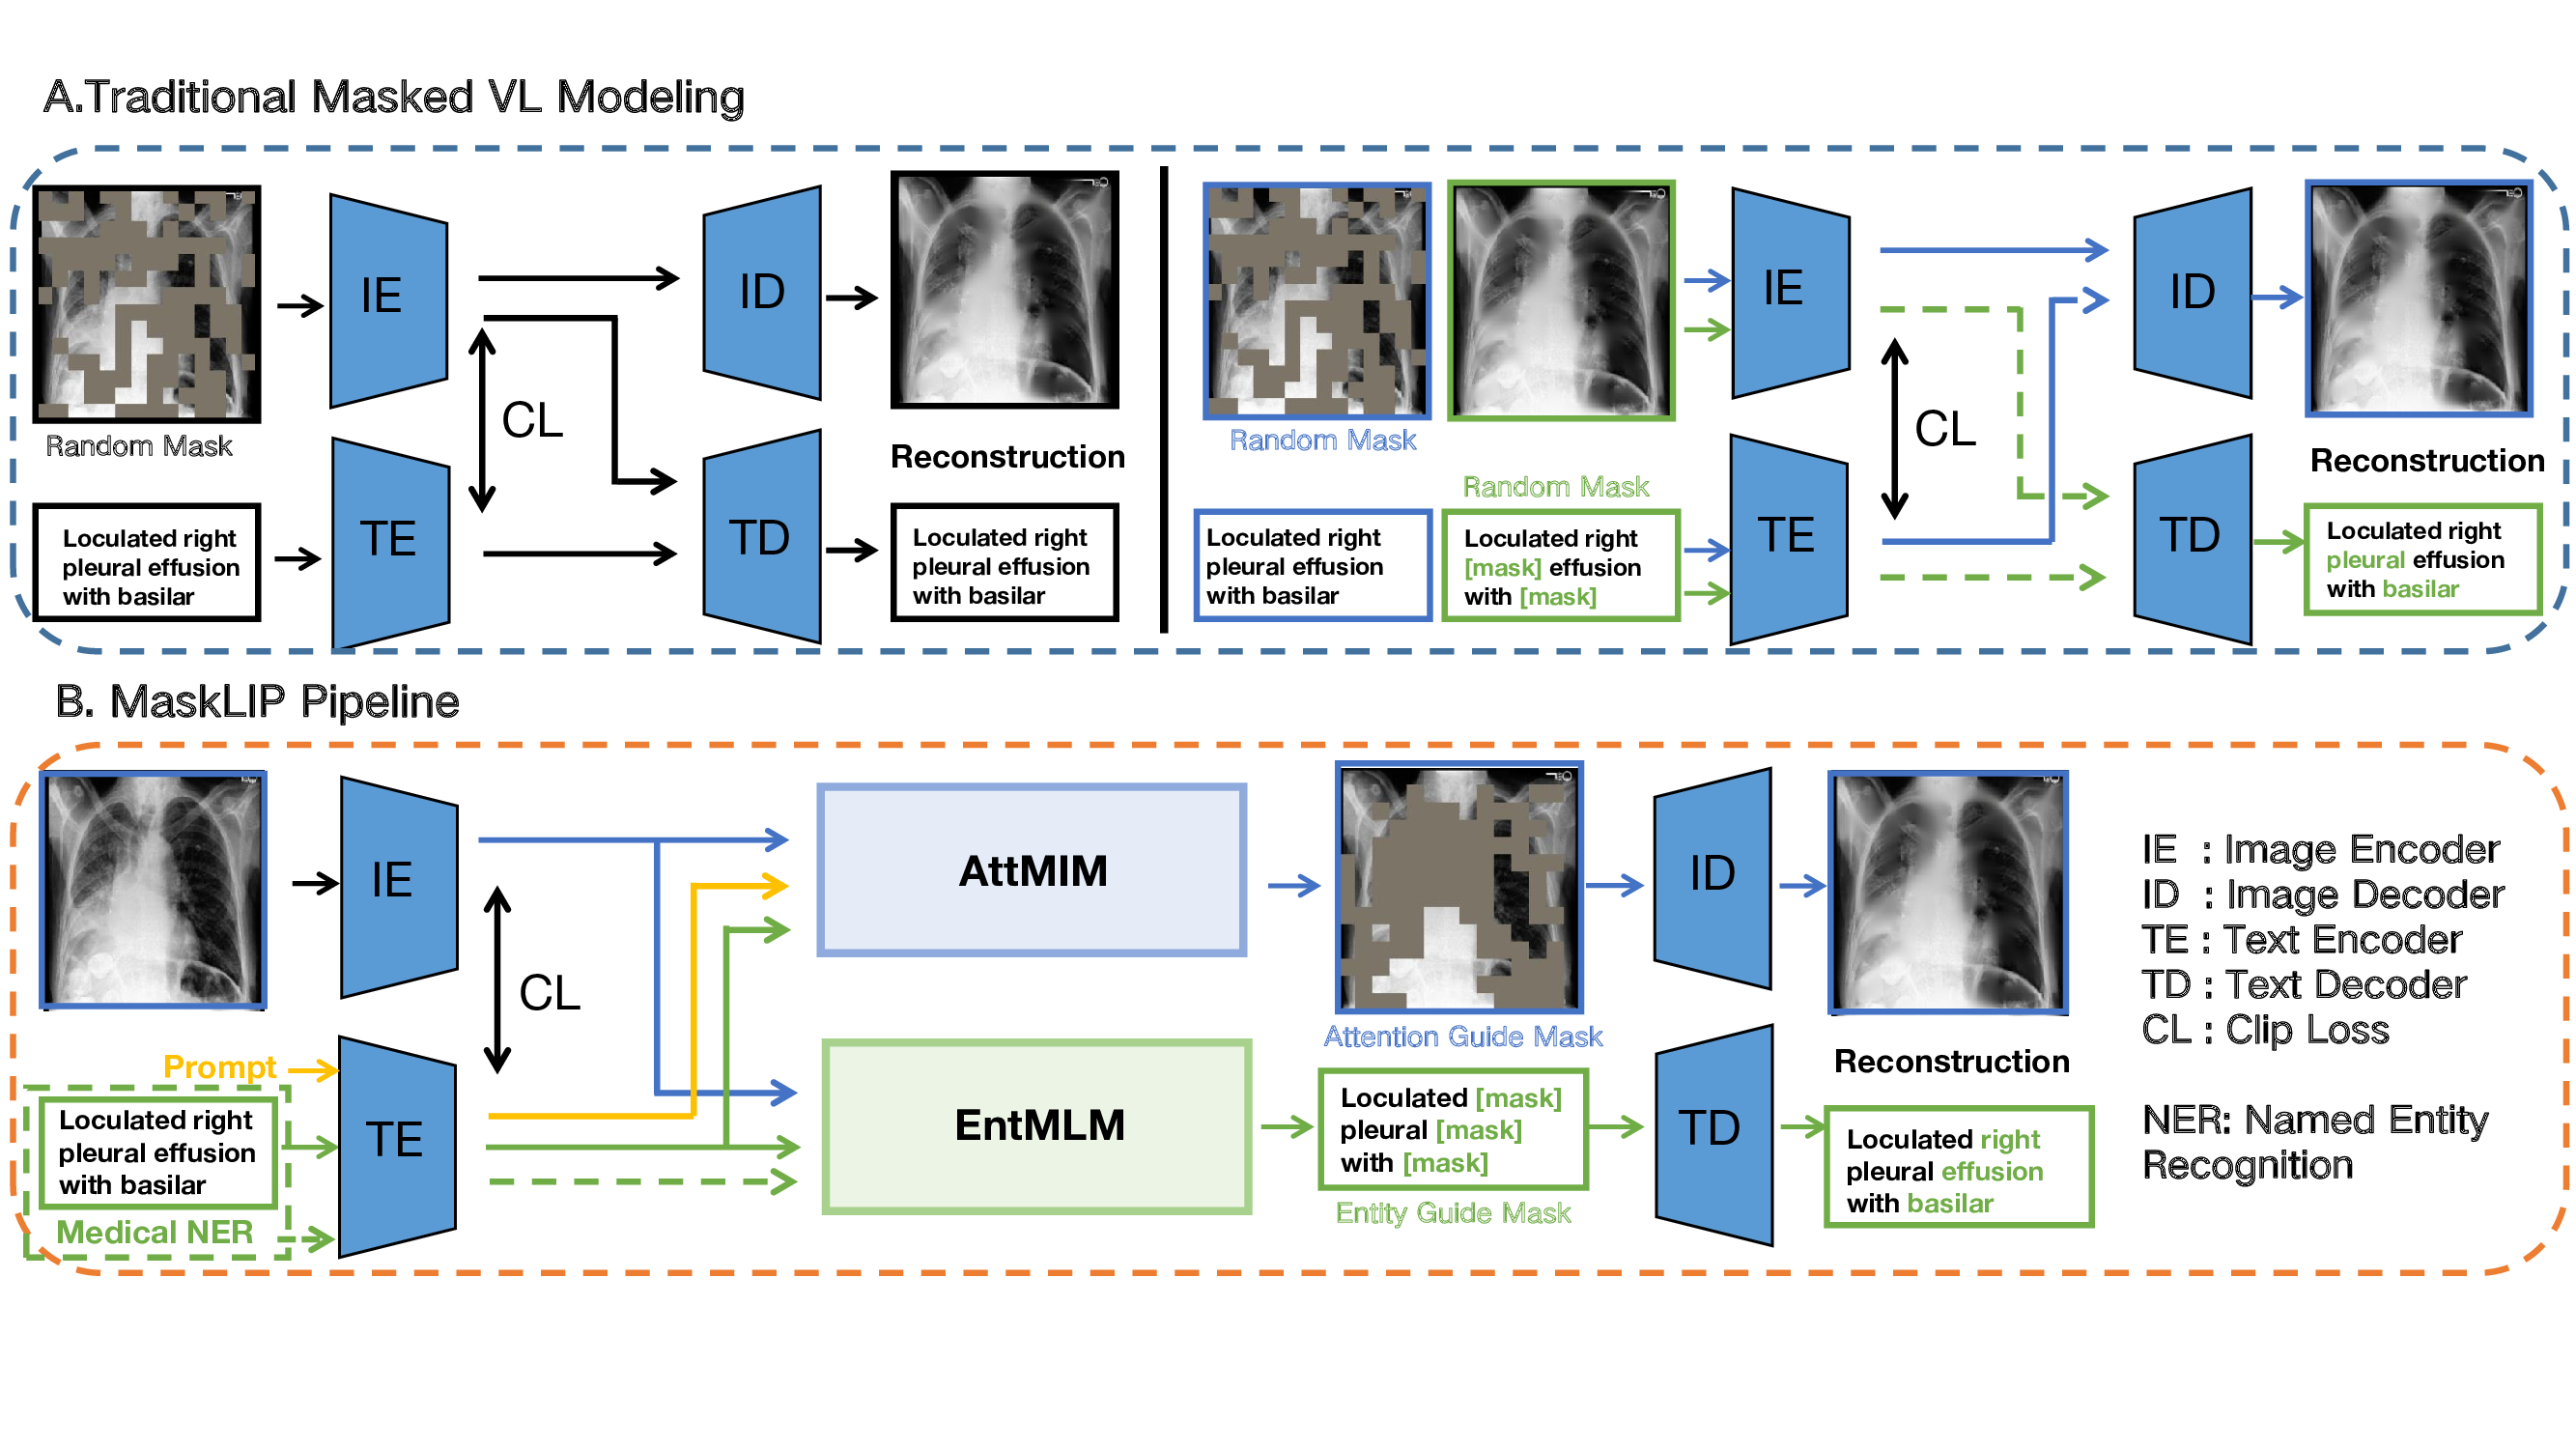 A.Traditional Masked VL Modeling
IE
ID
CL
Random Mask
Reconstruction
TE
TD
Loculated right
pleural effusion
with basilar
Loculated right
pleural effusion
with basilar
IE
ID
CL
Random Mask
Reconstruction
Random Mask
TE
TD
Loculated right
pleural effusion
with basilar
Loculated right
[mask] effusion
with [mask]
Loculated right
pleural effusion
with basilar
B. MaskLIP Pipeline
IE
AttMIM
ID
CL
Attention Guide Mask
Reconstruction
Prompt
Loculated right
pleural effusion
with basilar
Medical NER
TE
EntMLM
Loculated [mask]
pleural [mask]
with [mask]
Entity Guide Mask
TD
Loculated right
pleural effusion
with basilar
IE : Image Encoder
ID : Image Decoder
TE : Text Encoder
TD : Text Decoder
CL : Clip Loss
NER: Named Entity
Recognition